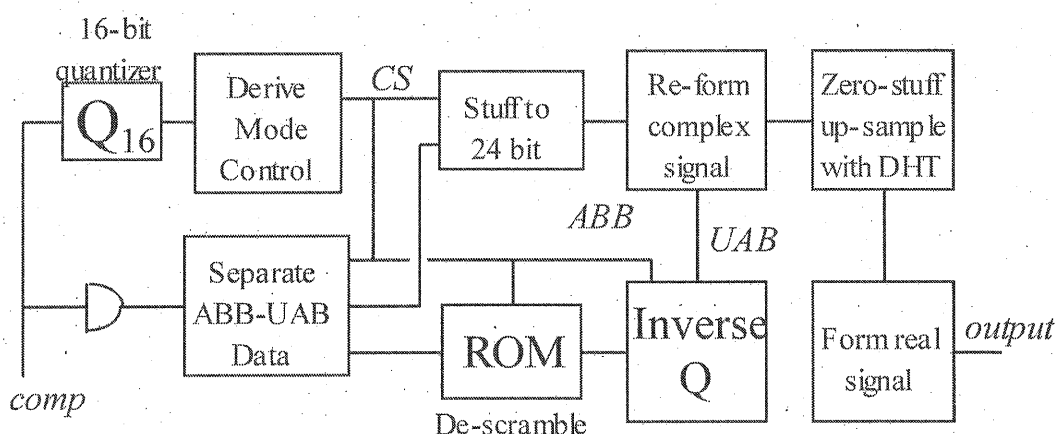 16-bit
quantizer
Q16
Derive
Mode
Control
CS
Stuff to
24 bit
Re-form
complex
signal
Zero-stuff
up-sample
with DHT
ABB
UAB
Separate
ABB-UAB
Data
ROM
De-scramble
Inverse
Q
Form real
signal
output
comp